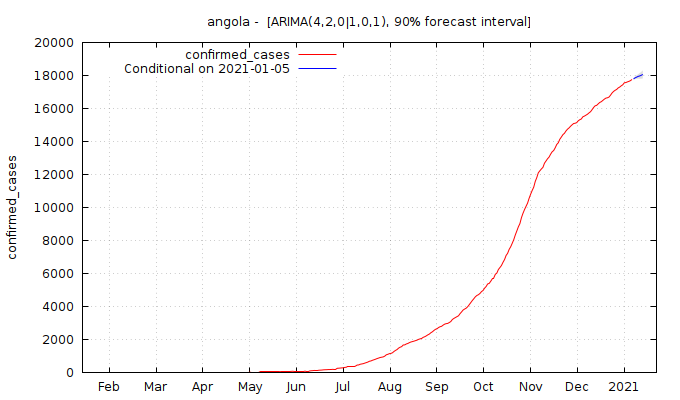 angola -  [ARIMA(4,2,0|1,0,1), 90% forecast interval]
confirmed_cases
Conditional on 2021-01-05
confirmed_cases
20000
18000
16000
14000
12000
10000
8000
6000
4000
2000
0
Feb Mar Apr May Jun Jul Aug Sep Oct Nov Dec 2021